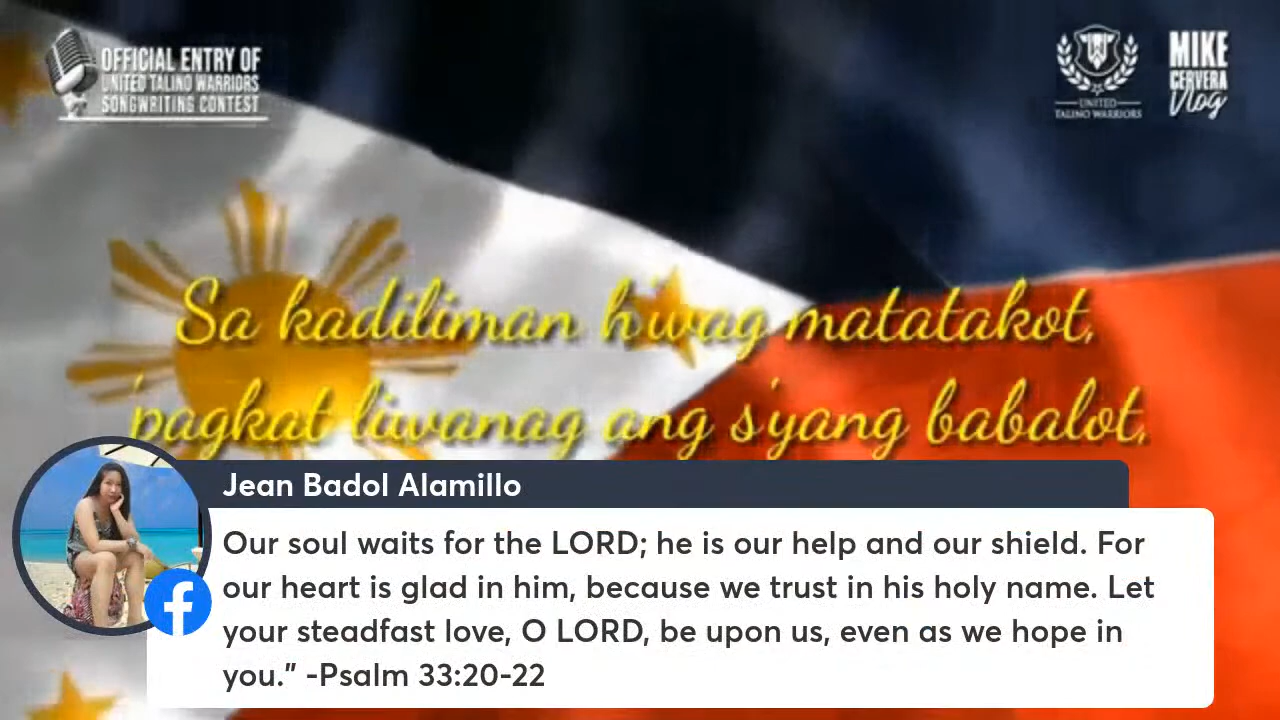 OFFICIAL ENTRY OF
UNITED TALINO WARRIORS
SONGWRITING CONTEST
UNITED
TALINO WARRIORS
MIKE
CERVERA
Vlog
Sa kadiliman h'wag matatakot,
'pagkat liwanag ang s'yang babalot,
Jean Badol Alamillo
Our soul waits for the LORD; he is our help and our shield. For
our heart is glad in him, because we trust in his holy name. Let
your steadfast love, O LORD, be upon us, even as we hope in
you.” -Psalm 33:20-22